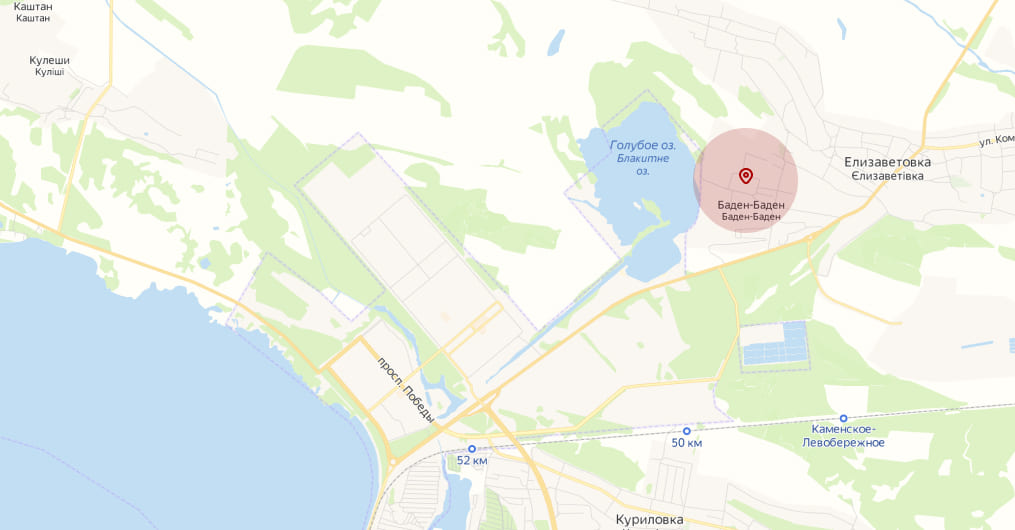 Каштан
Каштан
Кулеши
Куліші
Голубое оз.
Блакитне
оз.
ул. Ком
Елизаветовка
Єлизаветівка
Баден-Баден
Баден-Баден
просп. Победы
Каменское-
Левобережное
50 км
52 км
Куриловка